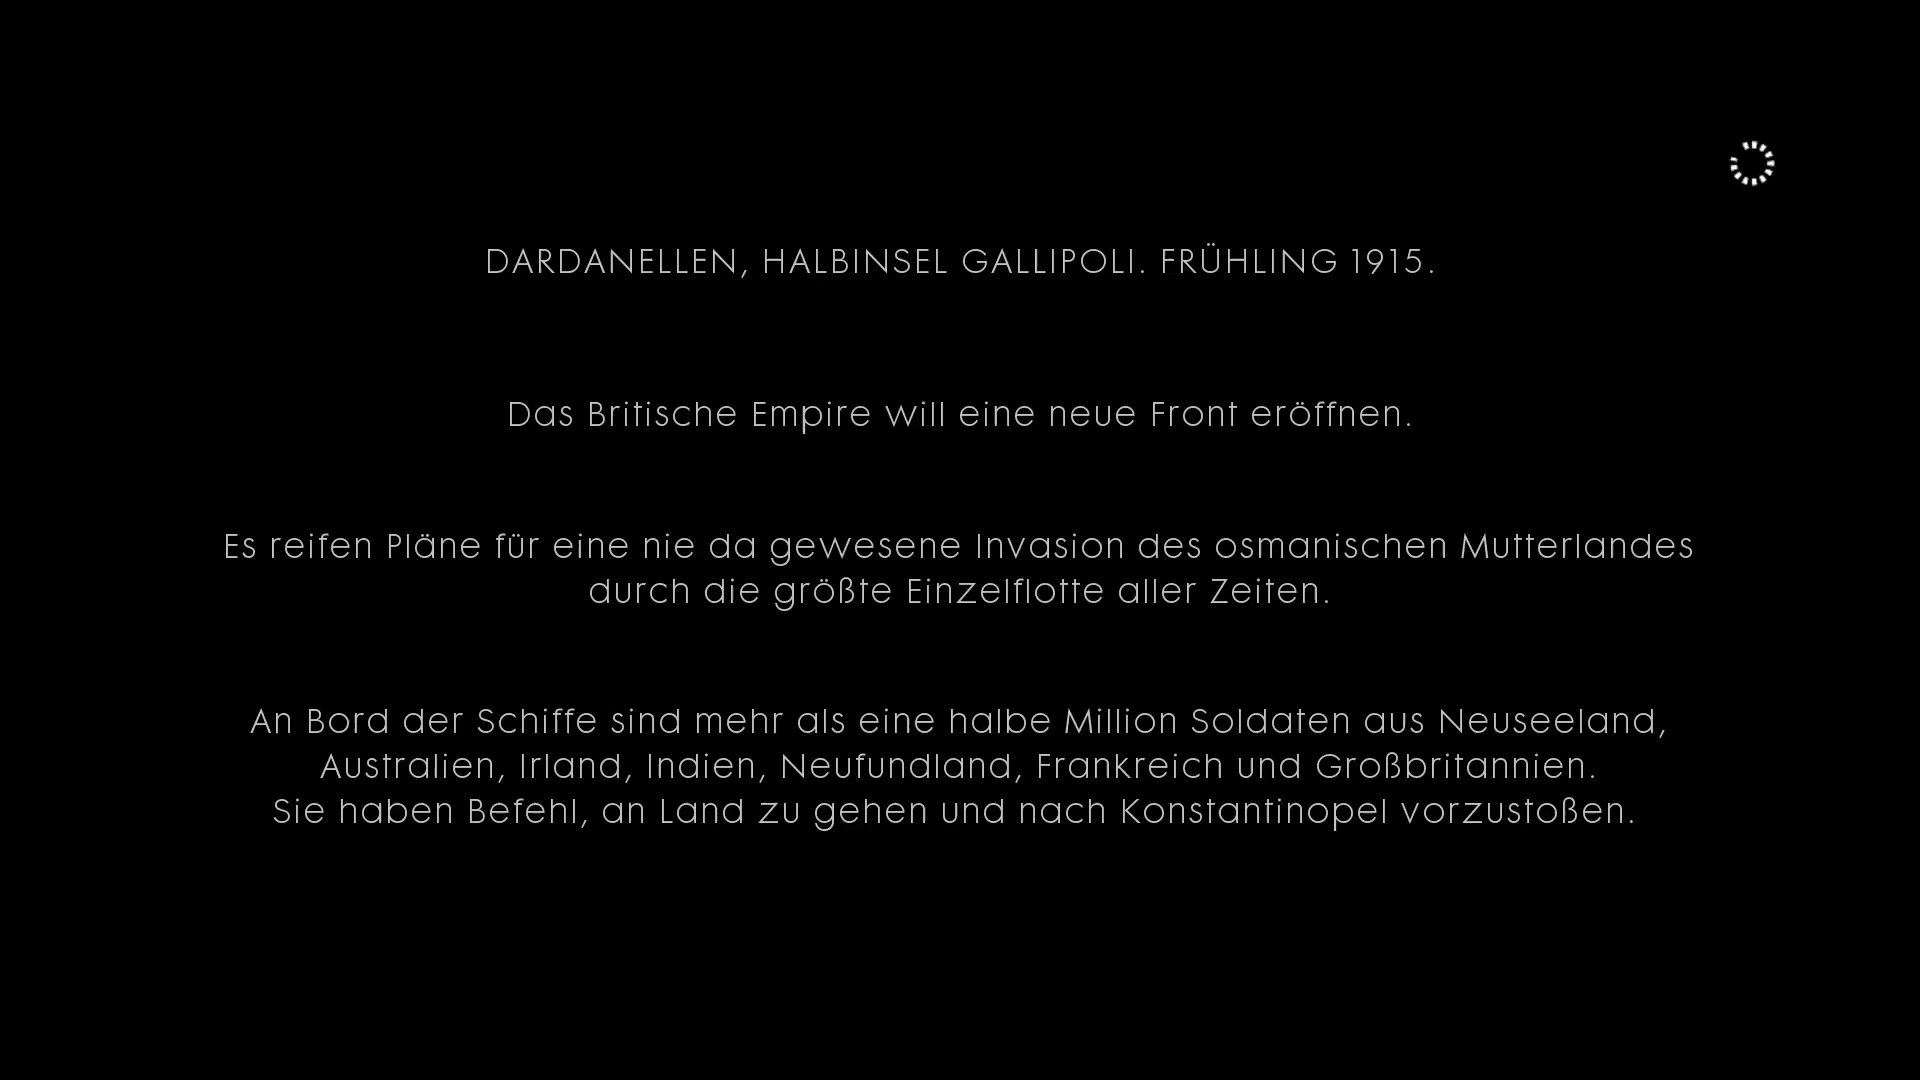 DARDANELLEN, HALBINSEL GALLIPOLI. FRÜHLING 1915.
Das Britische Empire will eine neue Front eröffnen.
Es reifen Pläne für eine nie da gewesene Invasion des osmanischen Mutterlandes
durch die größte Einzelflotte aller Zeiten.
An Bord der Schiffe sind mehr als eine halbe Million Soldaten aus Neuseeland,
Australien, Irland, Indien, Neufundland, Frankreich und Großbritannien.
Sie haben Befehl, an Land zu gehen und nach Konstantinopel vorzustoßen.